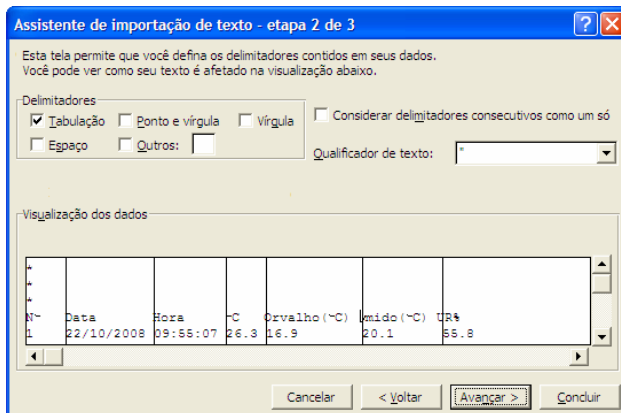 Assistente de importação de texto - etapa 2 de 3
Esta tela permite que você defina os delimitadores contidos em seus dados.
Você pode ver como seu texto é afetado na visualização abaixo.
Delimitadores
Tabulação Ponto e vírgula Vírgula
Espaço Outros:
Considerar delimitadores consecutivos como um só
Qualificador de texto: "
Visualização dos dados
*
*
*
N~ Data Hora ~C Orvalho(~C) Úmido(~C) UR%
1 22/10/2008 09:55:07 26.3 16.9 20.1 55.8
Cancelar < Voltar Avançar > Concluir